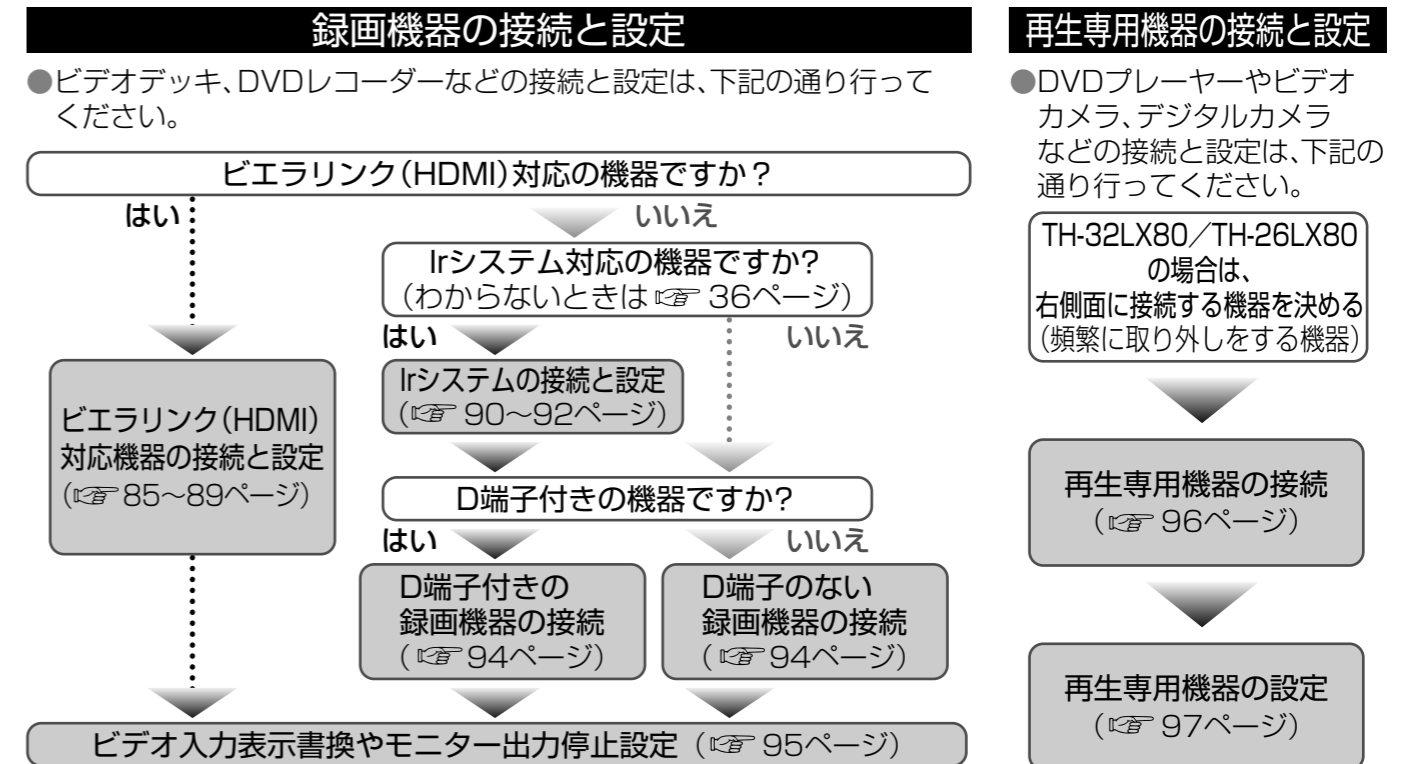 録画機器の接続と設定
●ビデオデッキ、DVDレコーダーなどの接続と設定は、下記の通り行って
ください。
ビエラリンク(HDMI)対応の機器ですか？
はい
いいえ
Irシステム対応の機器ですか?
(わからないときは ☞ 36ページ)
はい
いいえ
ビエラリンク(HDMI)
対応機器の接続と設定
(☞85～89ページ)
Irシステムの接続と設定
(☞ 90～92ページ)
D端子付きの機器ですか?
はい
いいえ
D端子付きの
録画機器の接続
(☞94ページ)
D端子のない
録画機器の接続
(☞94ページ)
ビデオ入力表示書換やモニター出力停止設定 (☞ 95ページ)
再生専用機器の接続と設定
●DVDプレーヤーやビデオ
カメラ、デジタルカメラ
などの接続と設定は、下記の
通り行ってください。
TH-32LX80／TH-26LX80
の場合は、
右側面に接続する機器を決める
(頻繁に取り外しをする機器)
再生専用機器の接続
(☞ 96ページ)
再生専用機器の設定
(☞ 97ページ)